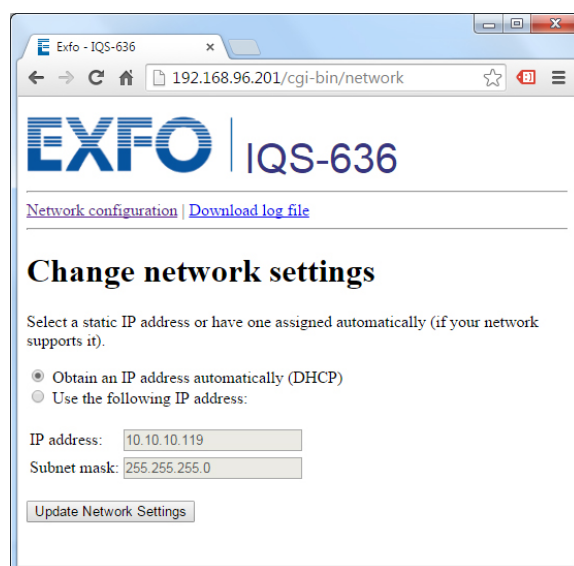 Exfo - IQS-636
192.168.96.201/cgi-bin/network
EXFO IQS-636
Network configuration | Download log file
Change network settings
Select a static IP address or have one assigned automatically (if your network
supports it).
Obtain an IP address automatically (DHCP)
Use the following IP address:
IP address: 10.10.10.119
Subnet mask: 255.255.255.0
Update Network Settings